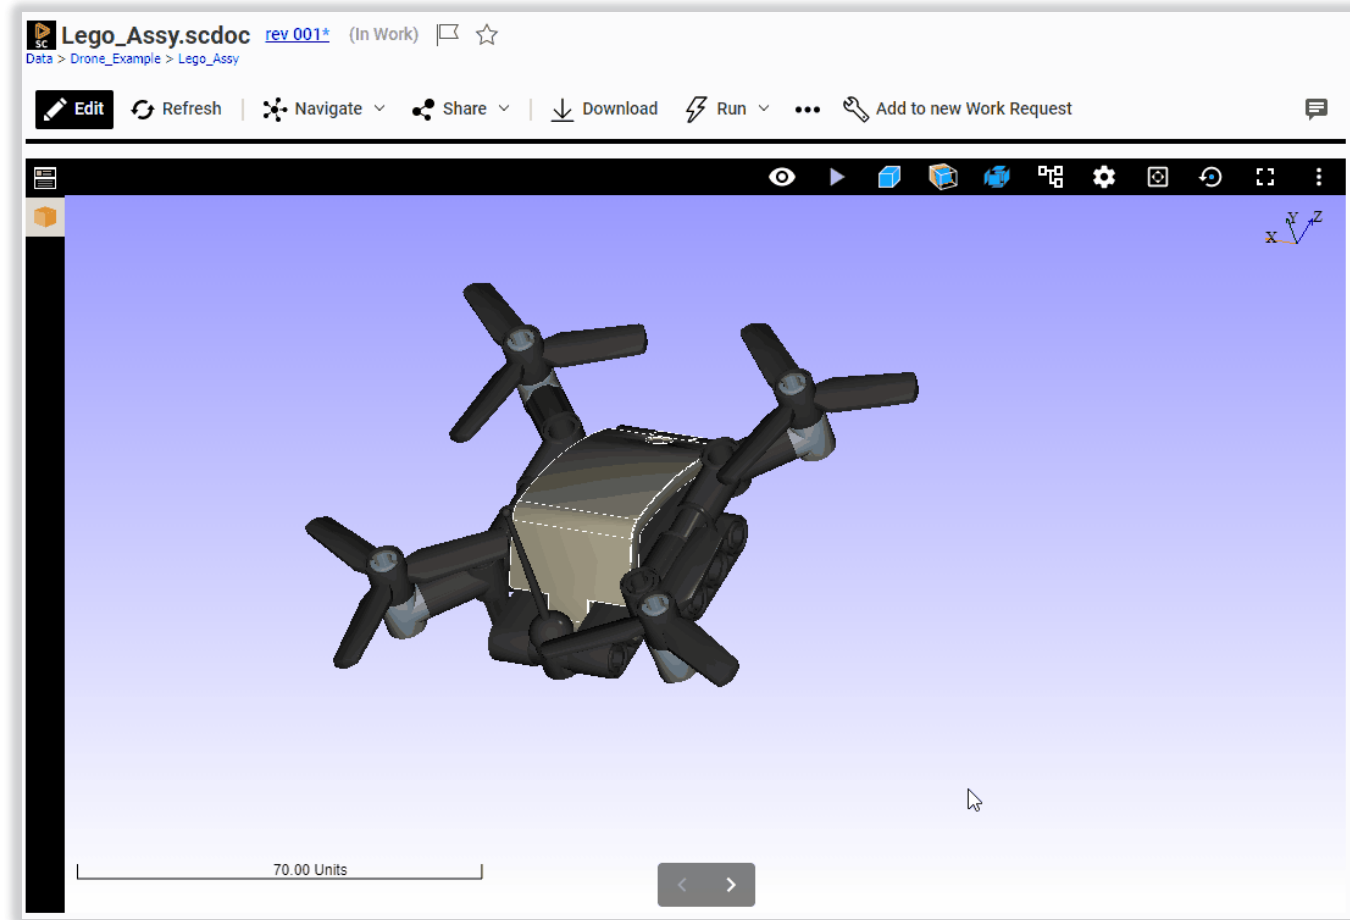 SC Lego_Assy.scdoc rev 001* (In Work)
Data > Drone_Example > Lego_Assy
Edit Refresh Navigate Share Download Run Add to new Work Request
X Y Z
70.00 Units